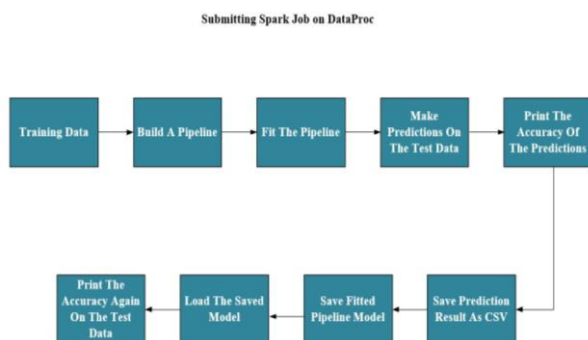 Submitting Spark Job on DataProc
Training Data
Build A Pipeline
Fit The Pipeline
Make
Predictions On
The Test Data
Print The
Accuracy Of
The Predictions
Save Prediction
Result As CSV
Save Fitted
Pipeline Model
Load The Saved
Model
Print The
Accuracy Again
On The Test
Data